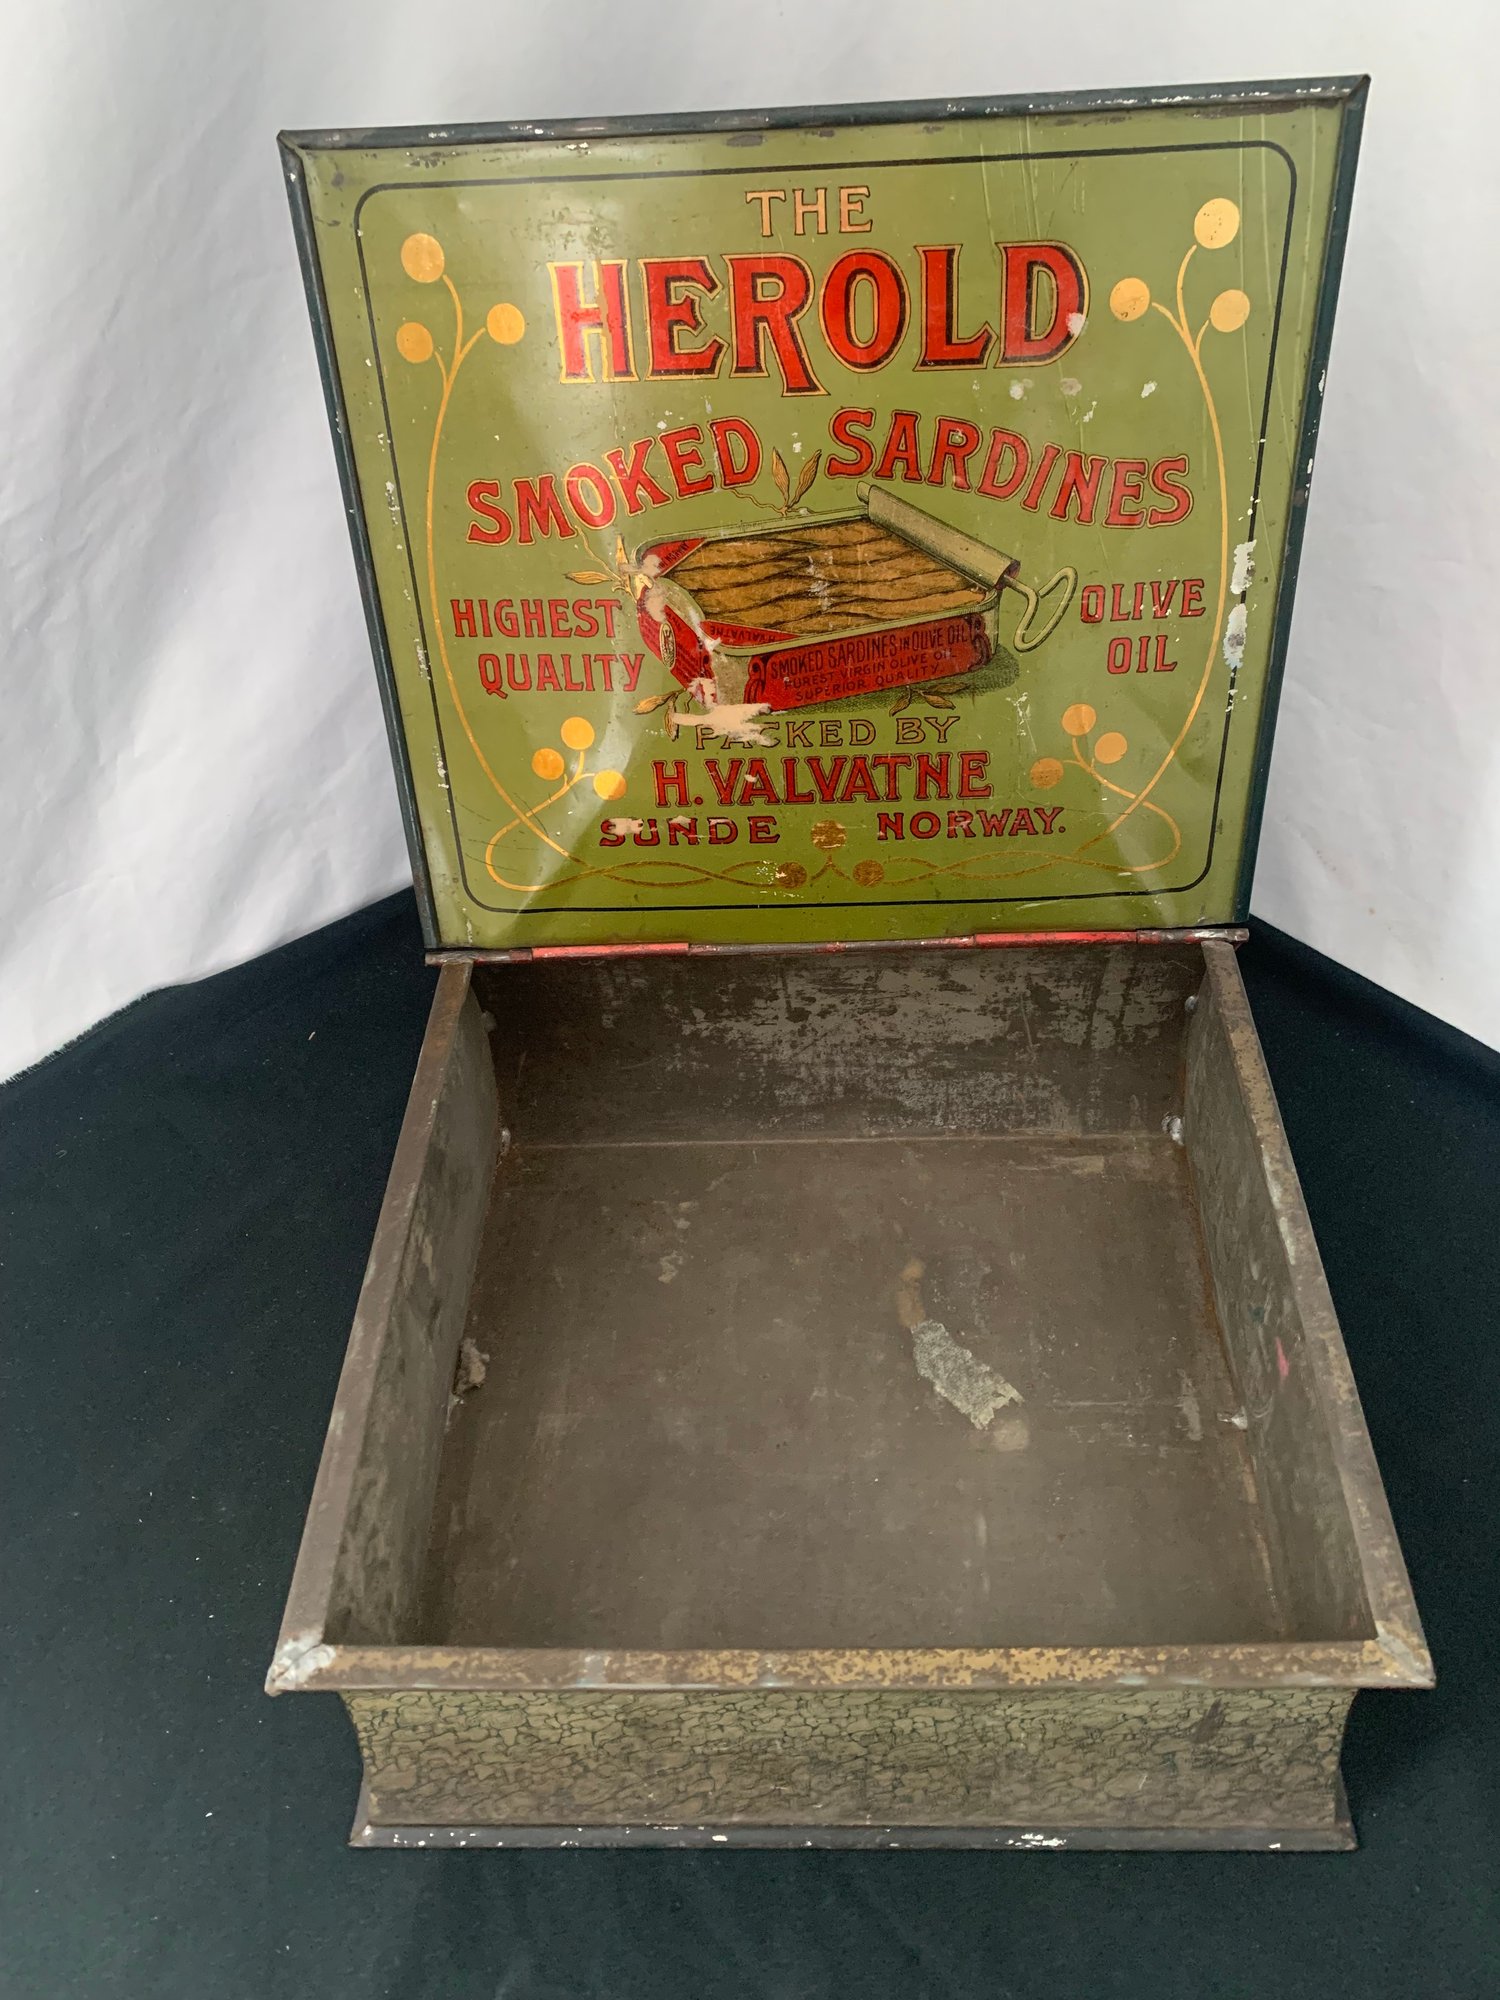 THE
HEROLD
SMOKED SARDINES
HIGHEST
QUALITY
OLIVE
OIL
H. VALVATNE
SMOKED SARDINES IN OLIVE OIL
PUREST VIRGIN OLIVE OIL
SUPERIOR QUALITY
PACKED BY
H. VALVATNE
SUNDE NORWAY.